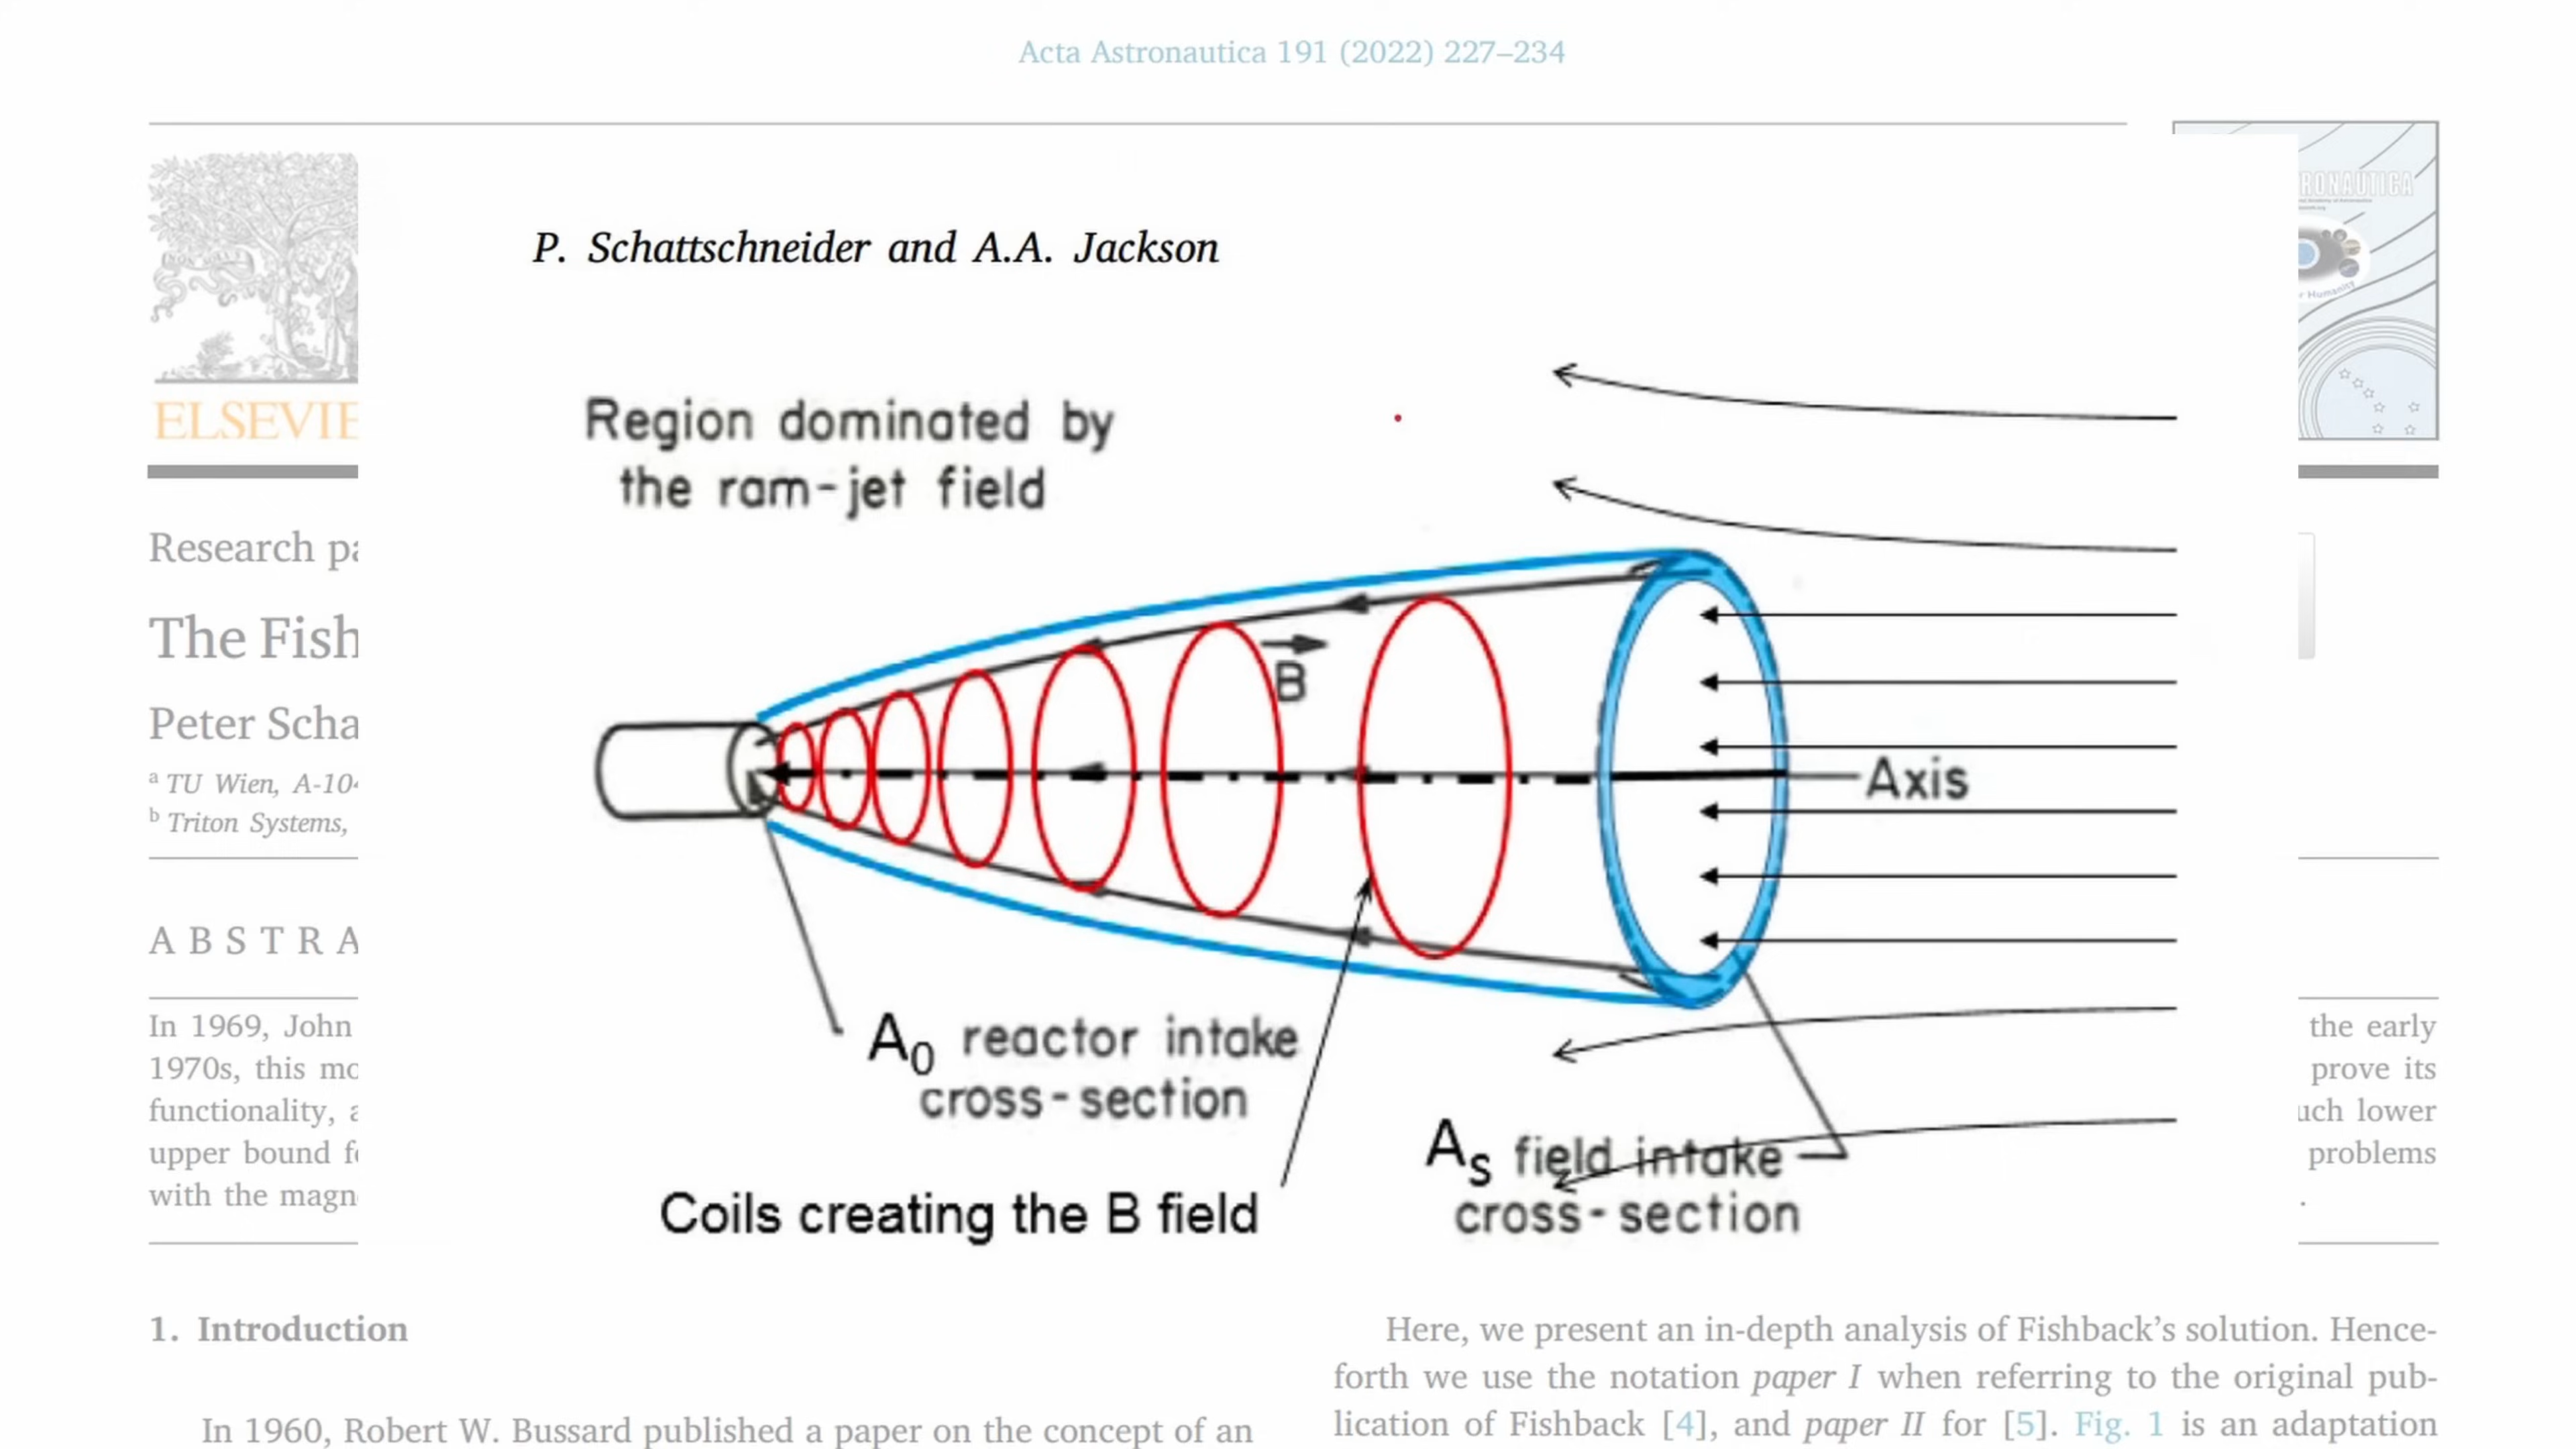 Acta Astronautica 191 (2022) 227–234
ELSEVIE
RONAUTICA
r Humanity
P. Schattschneider and A.A. Jackson
Region dominated by
the ram-jet field
B
Axis
A0 reactor intake
cross-section
Coils creating the B field
As field intake
cross-section
Research pa
The Fish
Peter Scha
a TU Wien, A-104
b Triton Systems,
A B S T R A
In 1969, John
the early
1970s, this mo
prove its
functionality, a
uch lower
upper bound fo
problems
with the magn
.
1. Introduction
In 1960, Robert W. Bussard published a paper on the concept of an
Here, we present an in-depth analysis of Fishback's solution. Hence-
forth we use the notation paper I when referring to the original pub-
lication of Fishback [4], and paper II for [5]. Fig. 1 is an adaptation